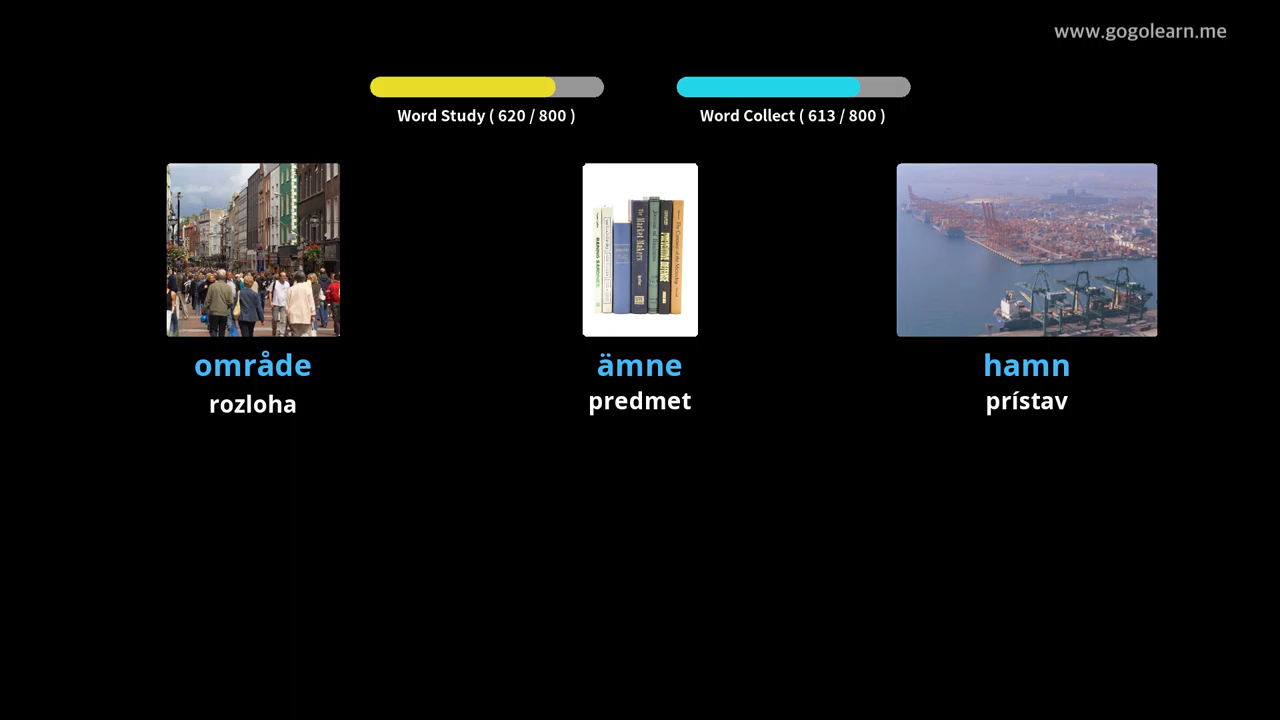 www.gogolearn.me
Word Study ( 620 / 800 )
Word Collect ( 613 / 800 )
område
rozloha
ämne
predmet
hamn
prístav